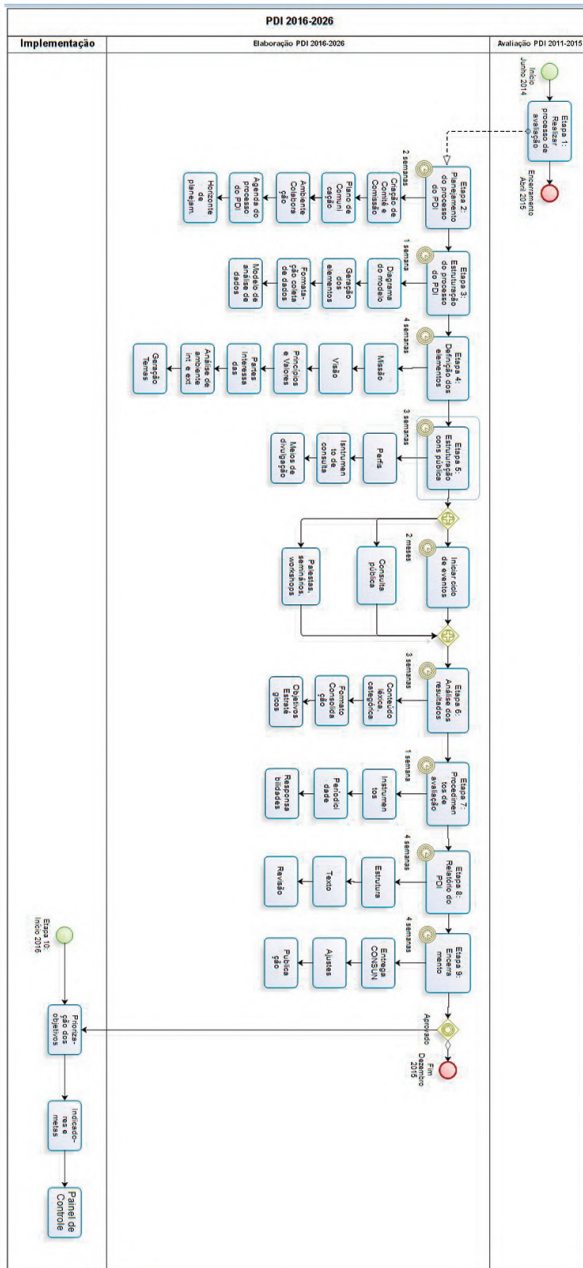 PDI 2016-2026
Implementação
Elaboração PDI 2016-2026
Avaliação PDI 2011-2015
Início
Junho 2014
Etapa 1:
Realizar
processo de
avaliação
Encerramento
Abril 2015
Etapa 2:
Planejamento
do processo
do PDI
2 semanas
Criação de
Comitê e
Comissão
Plano de
Comuni
cação
Ambiente
Colabora
ção
Agenda do
processo
do PDI
Horizonte
de
planejam.
Etapa 3:
Estruturação
do processo
do PDI
1 semana
Diagrama
do modelo
Geração
dos
elementos
Formata-
ção coleta
de dados
Modelo de
análise de
dados
Etapa 4:
Definição dos
elementos
4 semanas
Missão
Visão
Princípios
e Valores
Partes
Interessa
das
Análise de
ambiente
int e ext
Geração
Temas
Etapa 5:
Estruturação
cons pública
3 semanas
Perfis
Isntrumen
to de
consulta
Meios de
divulgação
Iniciar ciclo
de eventos
2 meses
Consulta
pública
Palestas,
seminários,
workshops
Etapa 6:
Análise dos
resultados
3 semanas
Conteúdo
léxica,
categórica
Formato
Consolida
ção
Objetivos
Estraté
gicos
Etapa 7:
Procedimen
tos de
avaliação
1 semana
Instrumen
tos
Períodici
dade
Responsa
bilidades
Etapa 8:
Relatório do
PDI
4 semanas
Estrutura
Texto
Revisão
Etapa 9:
Encerra
mento
4 semanas
Entrega
CONSUN
Ajustes
Publica
ção
Aprovado
Fim
Dezembro
2015
Etapa 10:
Início 2016
Prioriza-
ção dos
objetivos
Indicado-
res e
metas
Painel de
Controle